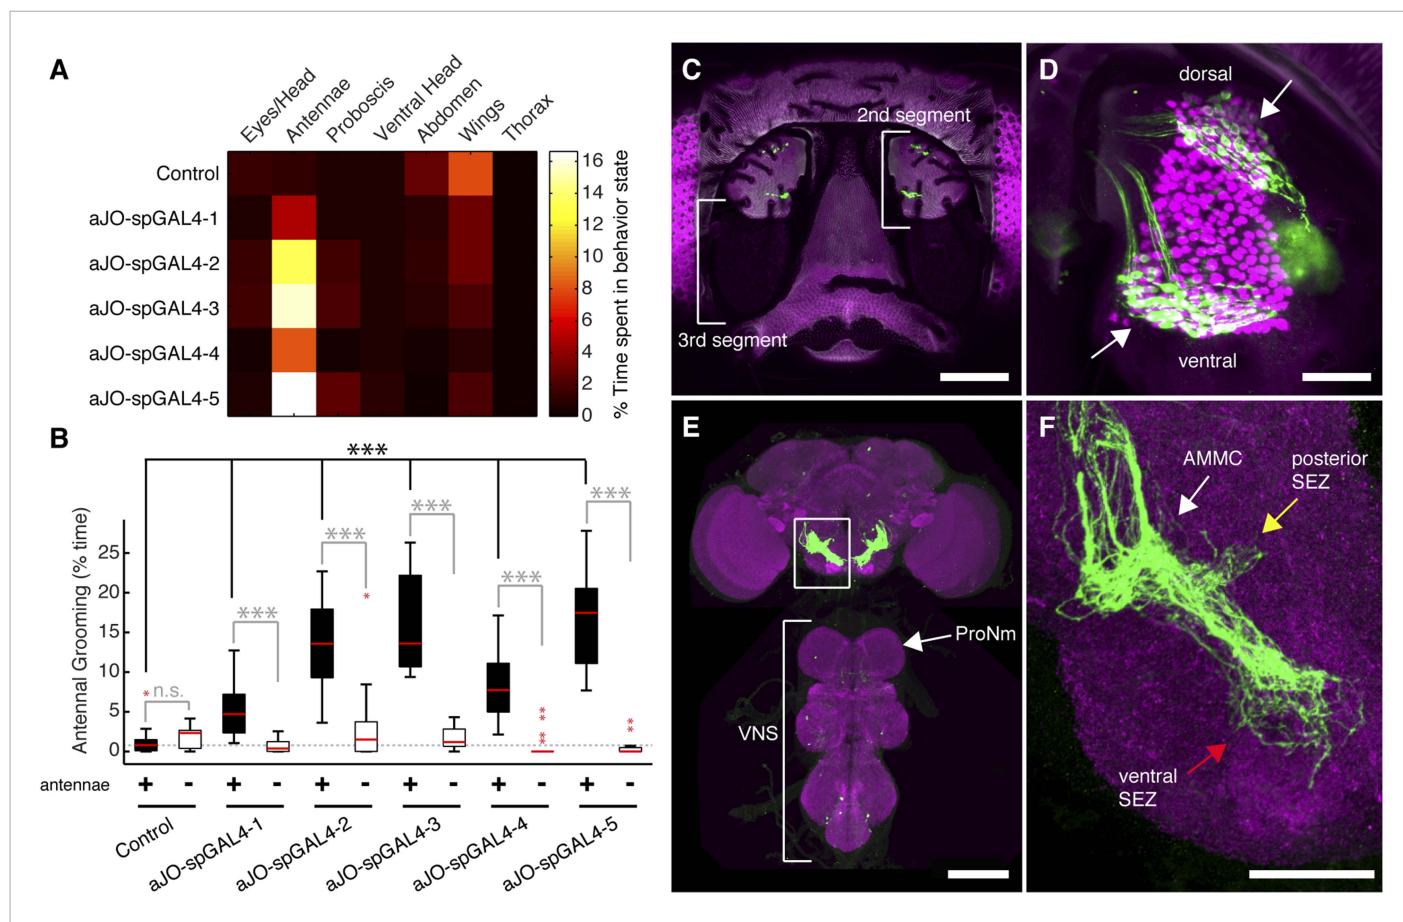 A
Eyes/Head
Antennae
Proboscis
Ventral Head
Abdomen
Wings
Thorax
Control
aJO-spGAL4-1
aJO-spGAL4-2
aJO-spGAL4-3
aJO-spGAL4-4
aJO-spGAL4-5
16
14
12
10
8
6
4
2
0
% Time spent in behavior state
B
***
***
***
***
***
***
* n.s.
*
** **
**
Antennal Grooming (% time)
25
20
15
10
5
0
antennae + - + - + - + - + - + -
Control
aJO-spGAL4-1
aJO-spGAL4-2
aJO-spGAL4-3
aJO-spGAL4-4
aJO-spGAL4-5
C
2nd segment
3rd segment
D
dorsal
ventral
E
ProNm
VNS
F
AMMC
posterior
SEZ
ventral
SEZ